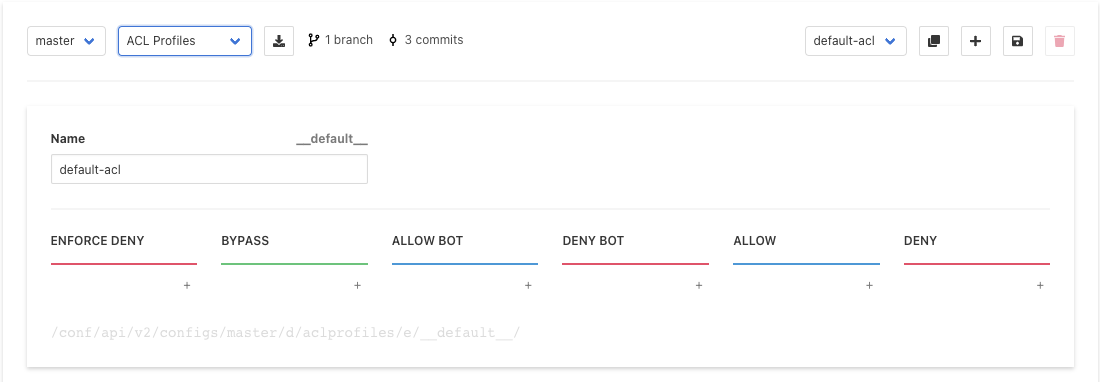 master ACL Profiles 1 branch 3 commits default-acl
Name __default__
default-acl
ENFORCE DENY BYPASS ALLOW BOT DENY BOT ALLOW DENY
+ + + + + +
/conf/api/v2/configs/master/d/aclprofiles/e/__default__/